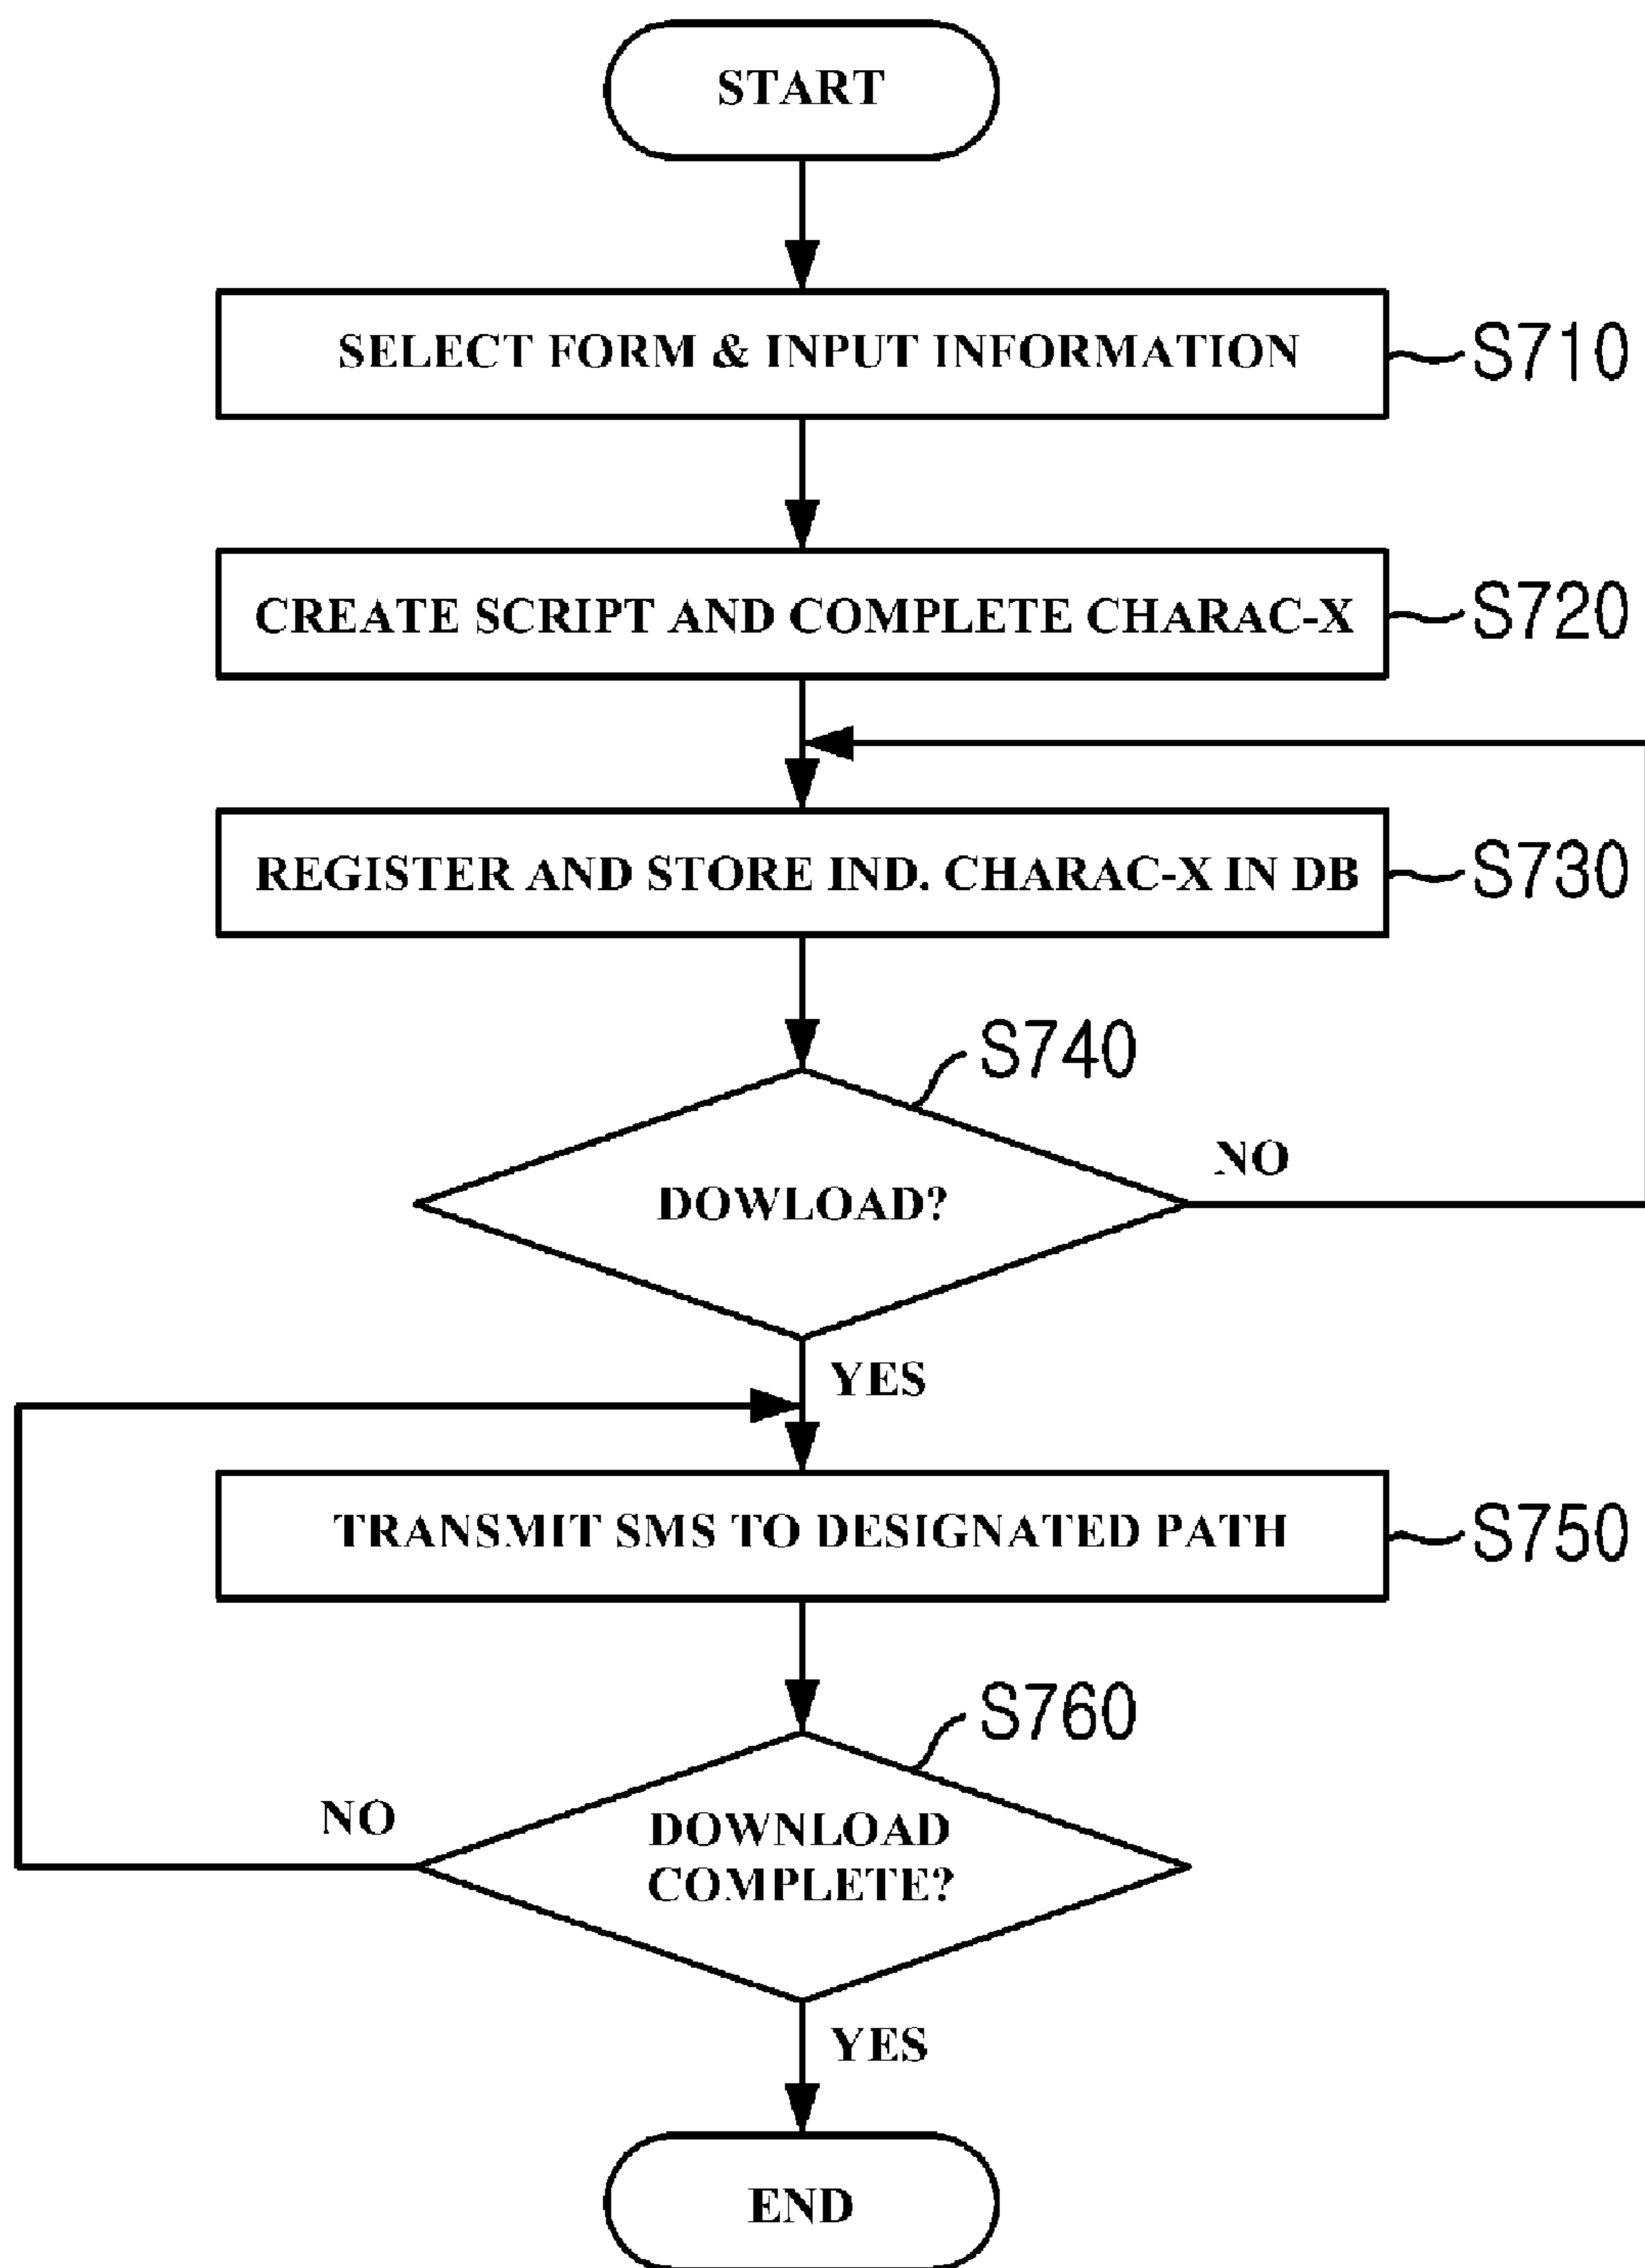 START
SELECT FORM & INPUT INFORMATION
S710
CREATE SCRIPT AND COMPLETE CHARAC-X
S720
REGISTER AND STORE IND. CHARAC-X IN DB
S730
S740
DOWLOAD?
NO
YES
TRANSMIT SMS TO DESIGNATED PATH
S750
S760
DOWNLOAD
COMPLETE?
NO
YES
END